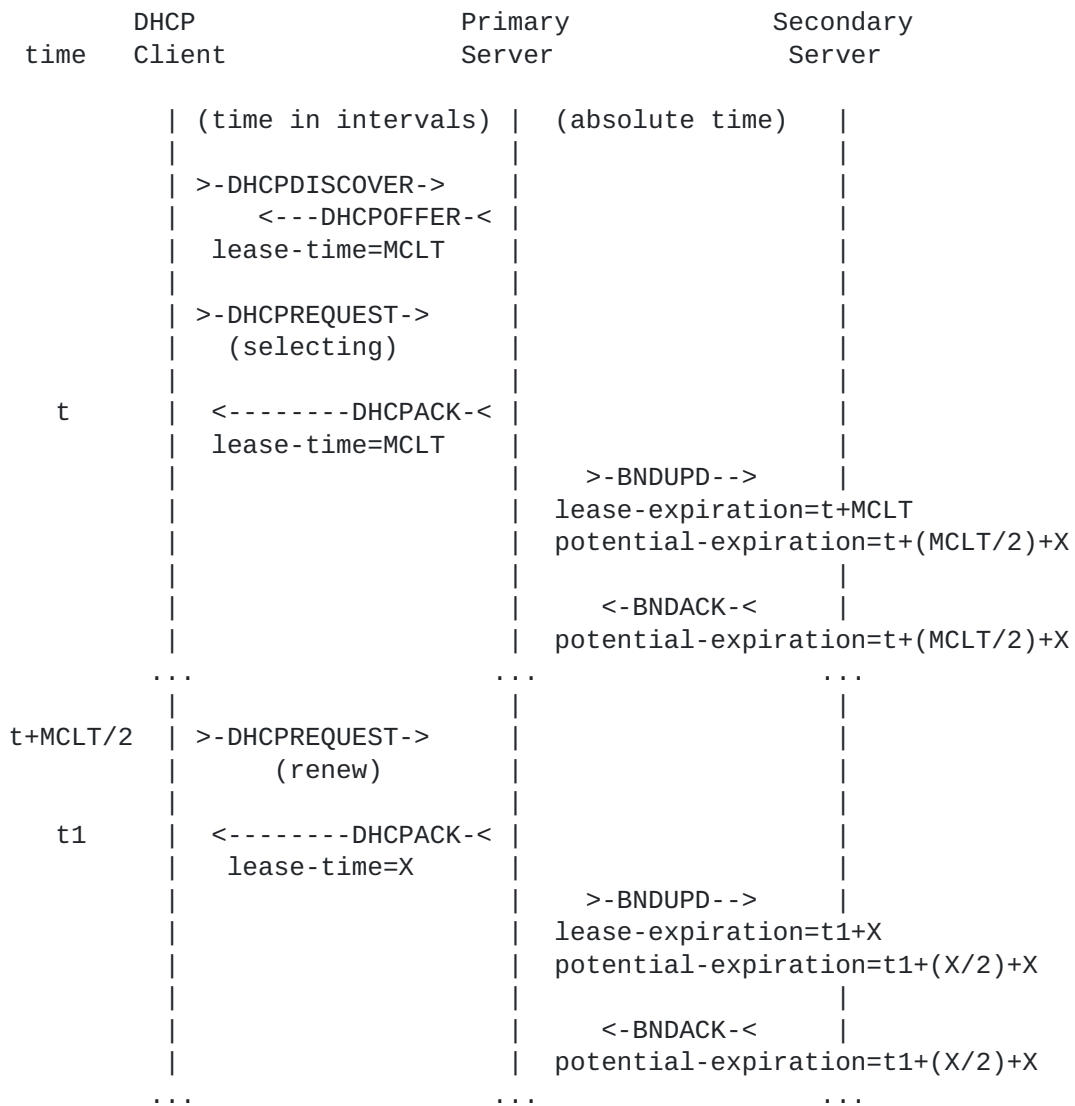 DHCP                 Primary            Secondary
 time   Client               Server               Server

          | (time in intervals) |  (absolute time)   |
          |                     |                    |
          | >-DHCPDISCOVER->    |                    |
          |     <---DHCPOFFER-< |                    |
          |  lease-time=MCLT    |                    |
          |                     |                    |
          | >-DHCPREQUEST->     |                    |
          |   (selecting)       |                    |
          |                     |                    |
   t      |  <--------DHCPACK-< |                    |
          |  lease-time=MCLT    |                    |
          |                     |    >-BNDUPD-->     |
          |                     |  lease-expiration=t+MCLT
          |                     |  potential-expiration=t+(MCLT/2)+X
          |                     |                    |
          |                     |     <-BNDACK-<     |
          |                     |  potential-expiration=t+(MCLT/2)+X
         ...                   ...                  ...
          |                     |                    |
t+MCLT/2  | >-DHCPREQUEST->     |                    |
          |      (renew)        |                    |
          |                     |                    |
   t1     |  <--------DHCPACK-< |                    |
          |   lease-time=X      |                    |
          |                     |    >-BNDUPD-->     |
          |                     |  lease-expiration=t1+X
          |                     |  potential-expiration=t1+(X/2)+X
          |                     |                    |
          |                     |     <-BNDACK-<     |
          |                     |  potential-expiration=t1+(X/2)+X
         ...                   ...                  ...